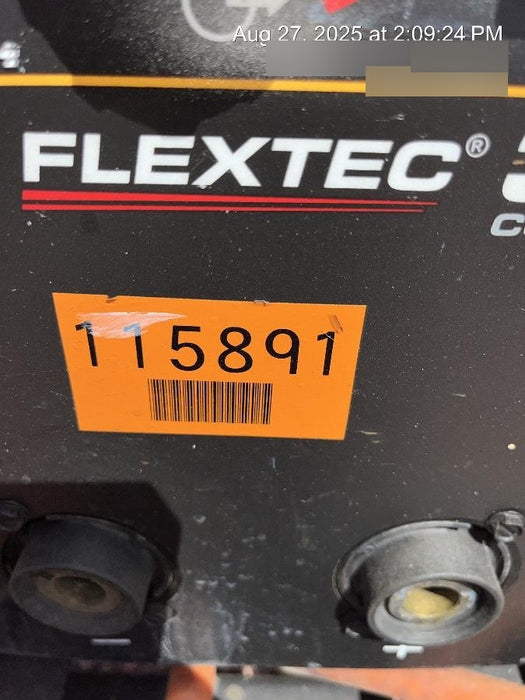 Aug 27, 2025 at 2:09:24 PM
FLEXTEC®
115891
- +